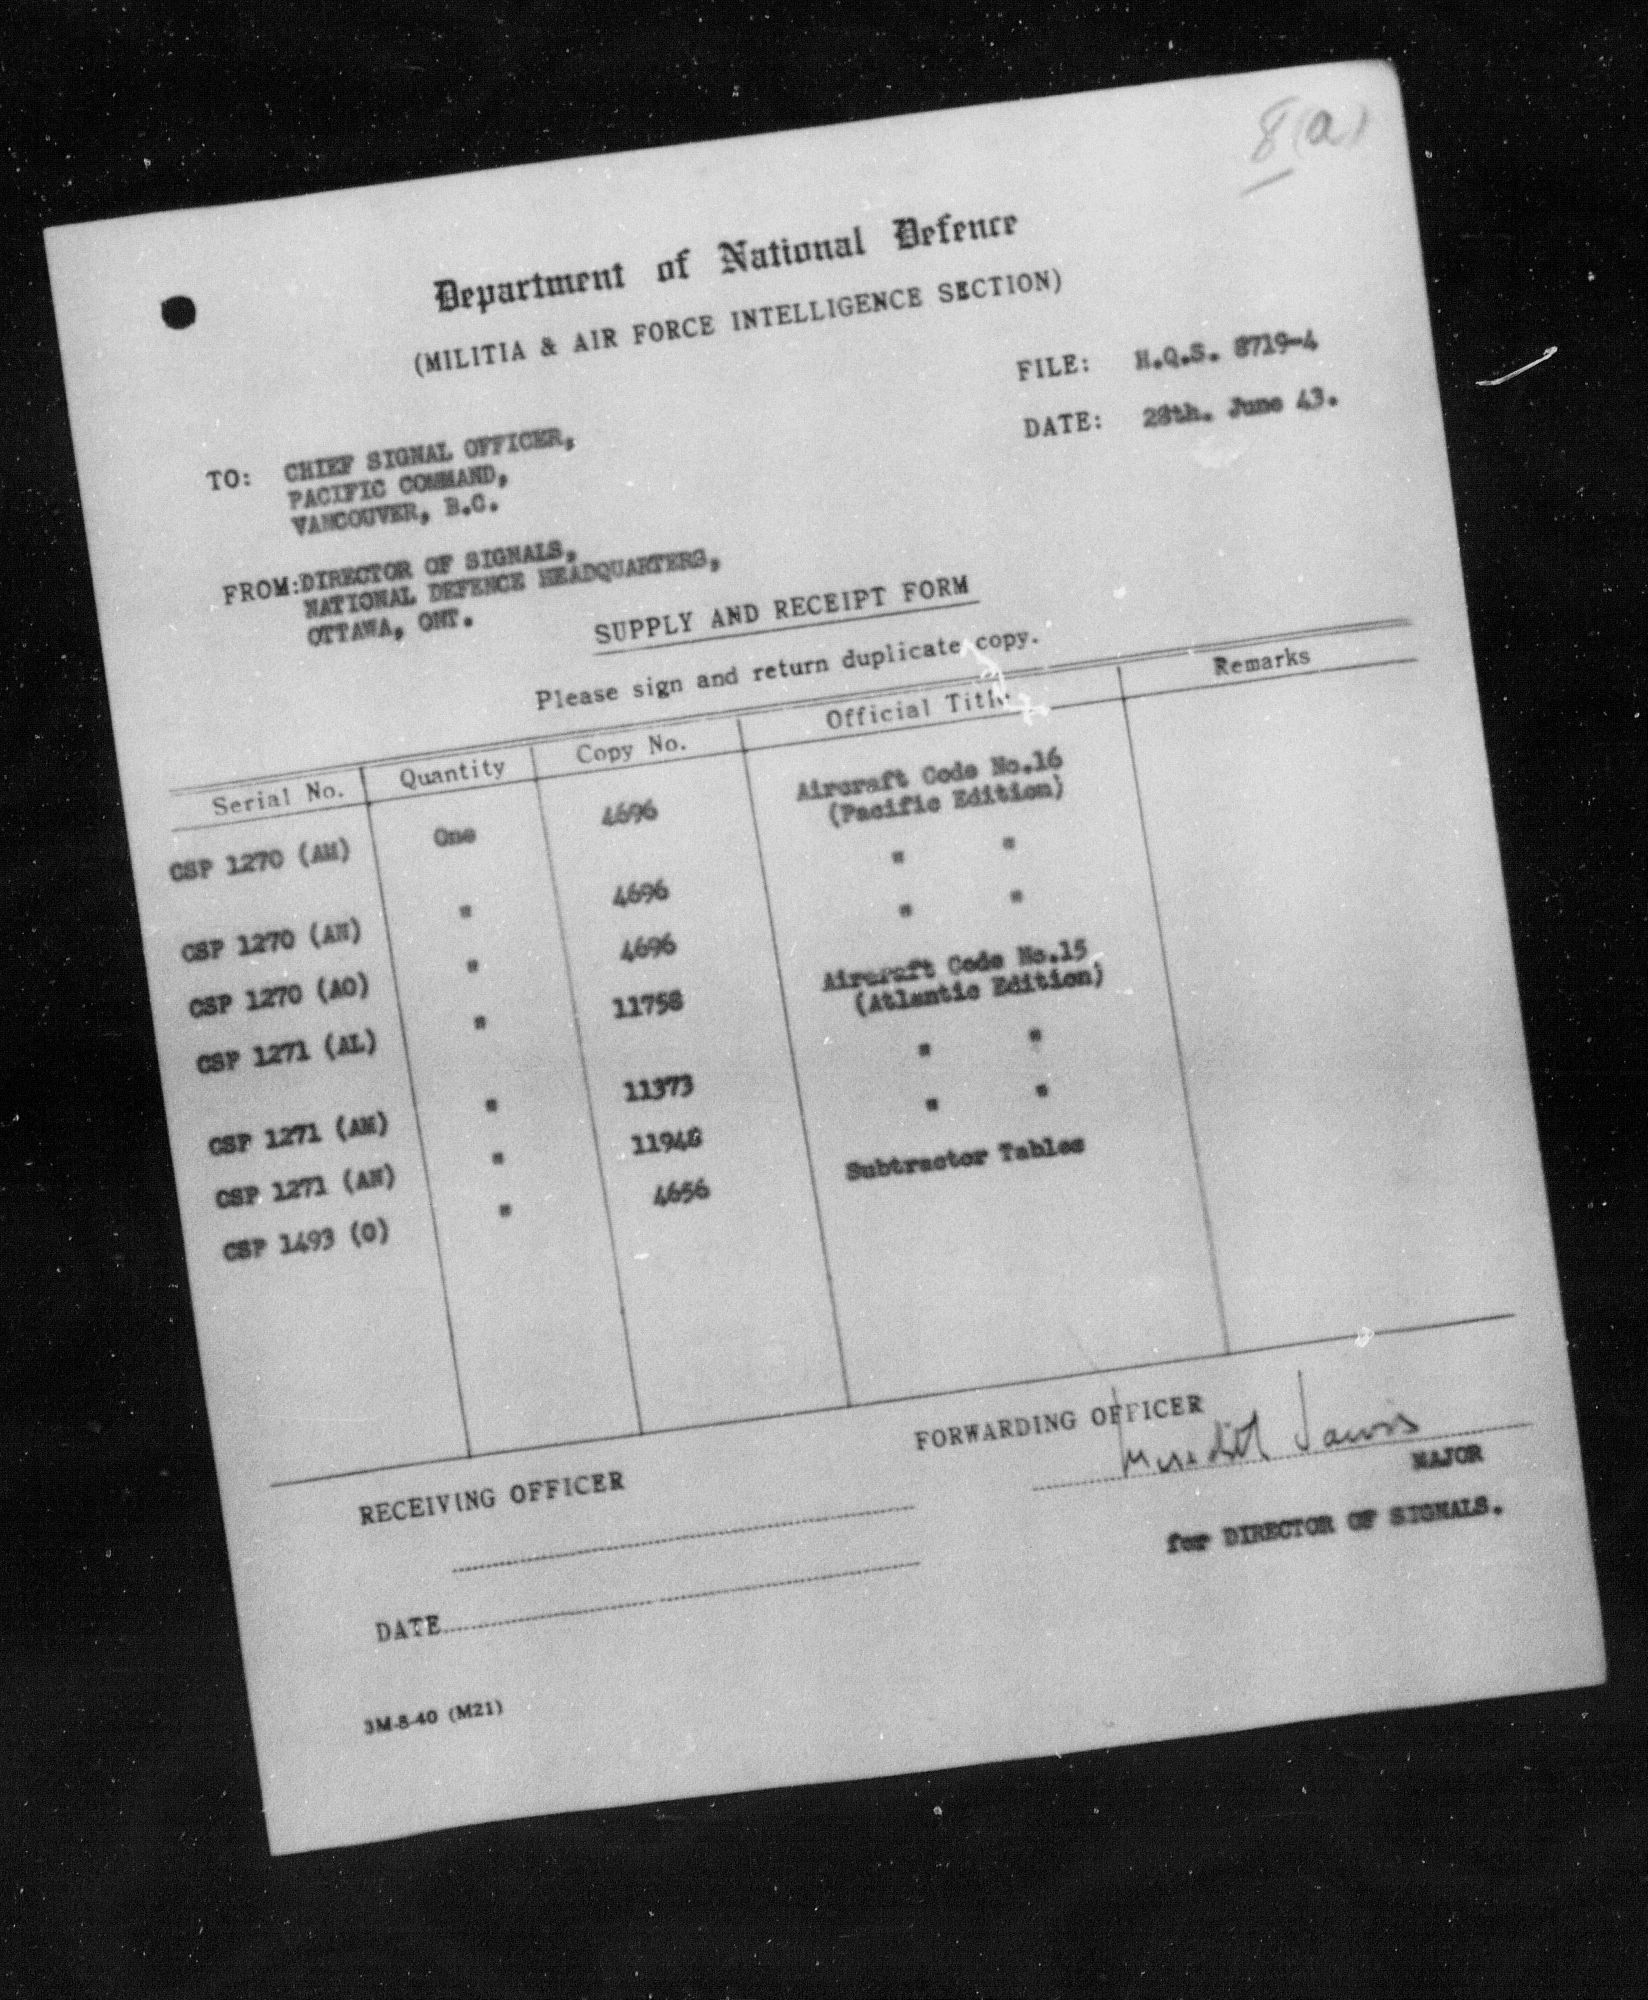 8(a)
Department of National Defence
(MILITIA & AIR FORCE INTELLIGENCE SECTION)
FILE: H.Q.S. 8719-4
DATE: 28th. June 43.
TO: CHIEF SIGNAL OFFICER,
PACIFIC COMMAND,
VANCOUVER, B.C.
FROM: DIRECTOR OF SIGNALS,
NATIONAL DEFENCE HEADQUARTERS,
OTTAWA, ONT.
SUPPLY AND RECEIPT FORM
Please sign and return duplicate copy.
Serial No. Quantity Copy No. Official Title Remarks
CSP 1270 (AM) One 4696 Aircraft Code No.16
(Pacific Edition)
CSP 1270 (AN) " 4696 " "
CSP 1270 (AO) " 4696 " "
CSP 1271 (AL) " 11758 Aircraft Code No.15
(Atlantic Edition)
CSP 1271 (AM) " 11373 " "
CSP 1271 (AN) " 11948 " "
CSP 1493 (O) " 4656 Subtractor Tables
FORWARDING OFFICER
RECEIVING OFFICER
MAJOR
for DIRECTOR OF SIGNALS.
DATE
3M-8-40 (M21)